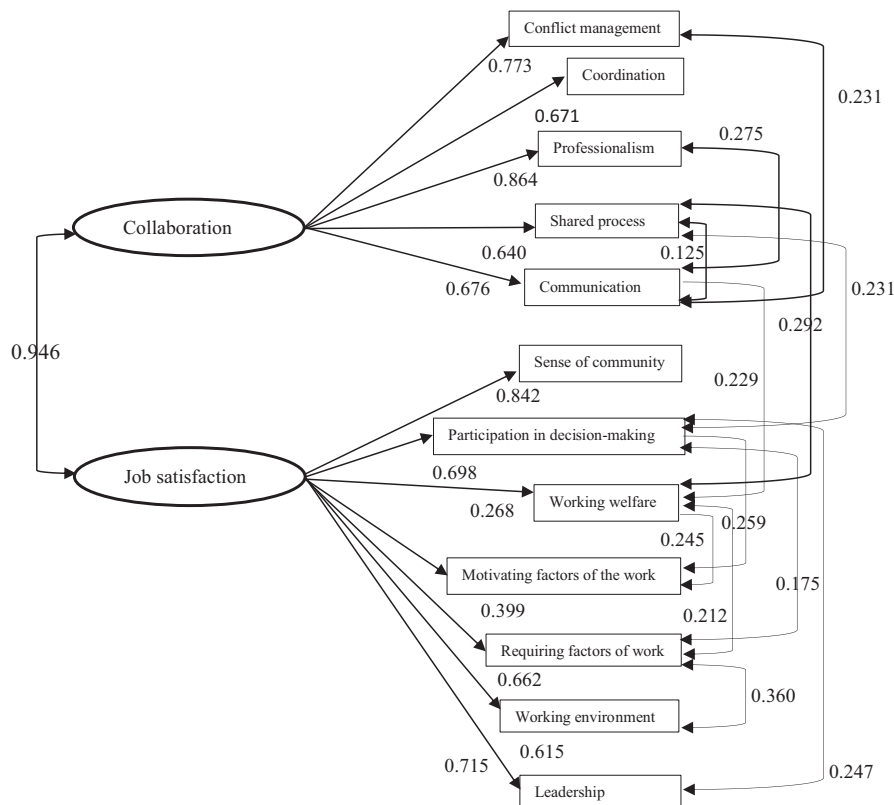 Conflict management
0.773
Coordination
0.231
0.671
0.275
Professionalism
0.864
Shared process
Collaboration
0.640
0.125
0.676
Communication
0.231
0.292
0.946
Sense of community
0.229
0.842
Participation in decision-making
0.698
Job satisfaction
0.268
Working welfare
0.259
0.245
0.175
Motivating factors of the work
0.399
0.212
Requiring factors of work
0.662
0.360
Working environment
0.615
0.715
0.247
Leadership